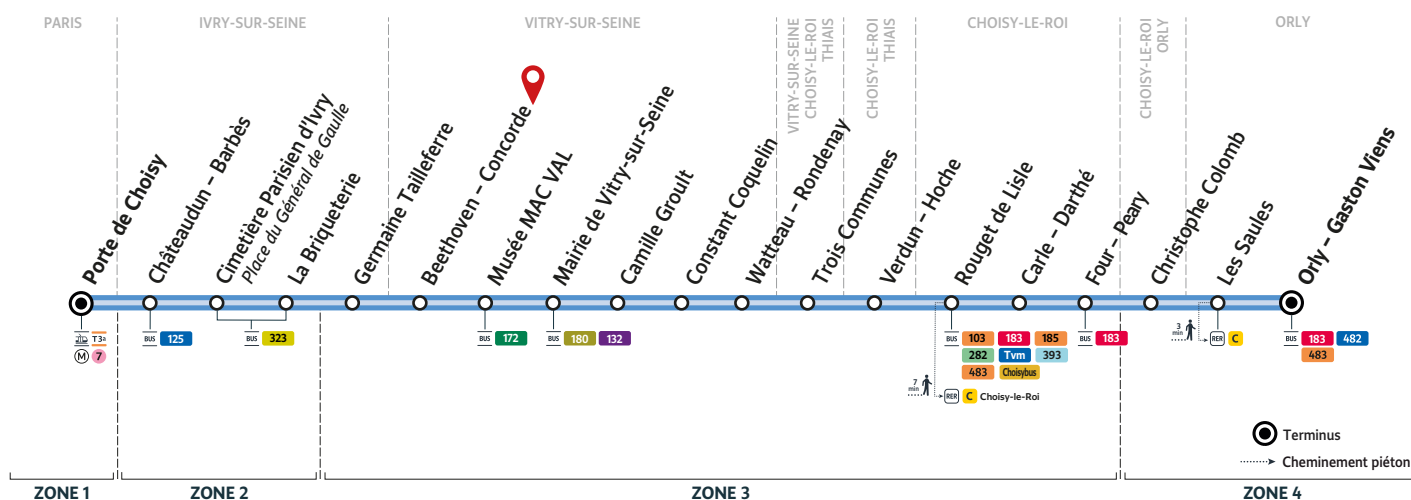 PARIS
IVRY-SUR-SEINE
VITRY-SUR-SEINE
VITRY-SUR-SEINE
CHOISY-LE-ROI
THIAIS
CHOISY-LE-ROI
THIAIS
CHOISY-LE-ROI
CHOISY-LE-ROI
ORLY
ORLY
Porte de Choisy
Châteaudun – Barbès
Cimetière Parisien d'Ivry
Place du Général de Gaulle
La Briqueterie
Germaine Tailleferre
Beethoven – Concorde
Musée MAC VAL
Mairie de Vitry-sur-Seine
Camille Groult
Constant Coquelin
Watteau – Rondenay
Trois Communes
Verdun – Hoche
Rouget de Lisle
Carle – Darthé
Four – Peary
Christophe Colomb
Les Saules
Orly – Gaston Viens
T3a
M 7
BUS 125
BUS 323
BUS 172
BUS 180 132
BUS 103 183 185
282 Tvm 393
483 Choisybus
7 min
RER C Choisy-le-Roi
BUS 183
3 min
RER C
BUS 183 482
483
Terminus
Cheminement piéton
ZONE 1
ZONE 2
ZONE 3
ZONE 4